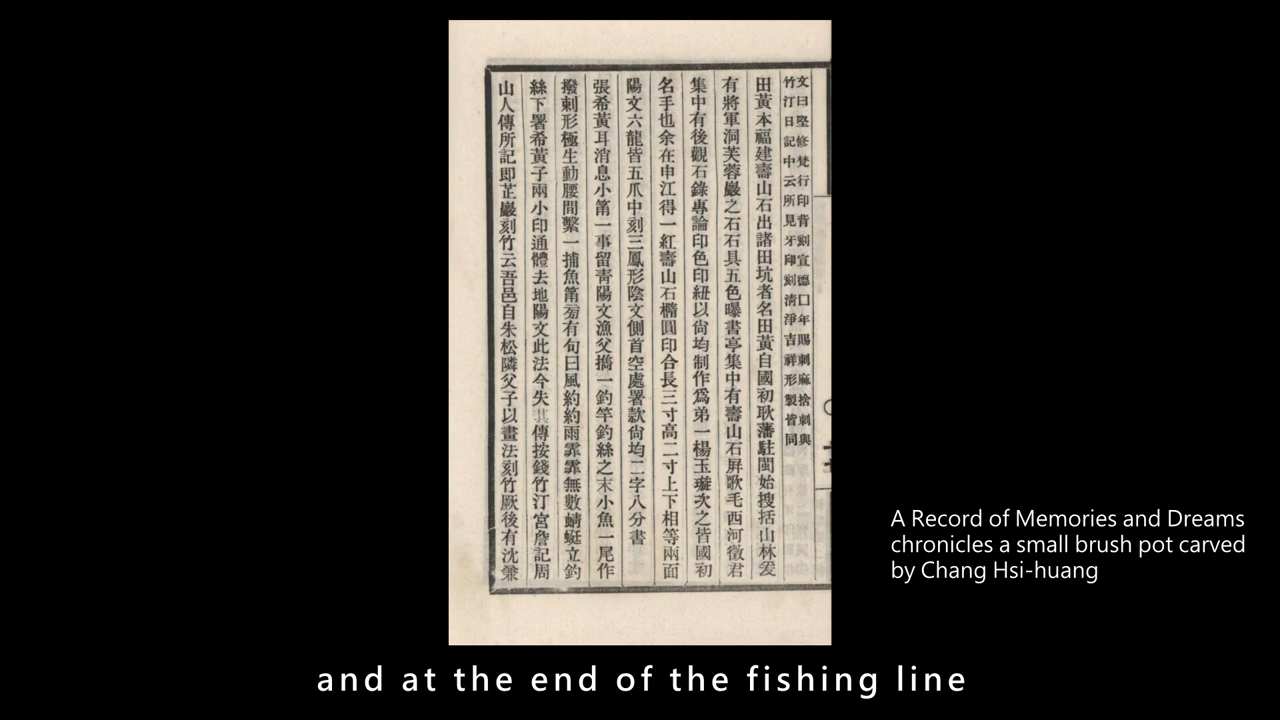 文曰堅修梵行印背刻宣德囗年賜剌麻捨剌與
竹汀日記中云所見牙印刻淸淨吉祥形製皆同
田黃本福建壽山石出諸田坑者名田黃自國初耿藩駐閩始搜括山林爰
有將軍洞芙蓉巖之石石具五色曝書亭集中有壽山石屏歌毛西河徵君
集中有後觀石錄專論印色印紐以尙均制作爲弟一楊玉璇次之皆國初
名手也余在申江得一紅壽山石橢圓印合長三寸高二寸上下相等兩面
陽文六龍皆五爪中刻三鳳形陰文側首空處署款尙均二字八分書
張希黃耳消息小筩一事留靑陽文漁父擕一釣竿釣絲之末小魚一尾作
撥剌形極生動腰間繫一捕魚筩有句曰風約約雨霏霏無數蜻蜓立釣
絲下署希黃子兩小印通體去地陽文此法今失其傳按錢竹汀宮詹記周
山人傳所記卽芷巖刻竹云吾邑自朱松隣父子以畫法刻竹厥後有沈兼
A Record of Memories and Dreams
chronicles a small brush pot carved
by Chang Hsi-huang
and at the end of the fishing line